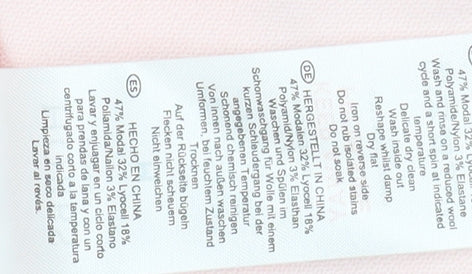 47% Modal
Polyamide/Nylon 3% Elastane
Wash and rinse on a reduced wool
cycle and a short spin at indicated
temperature
Delicate dry clean
Wash inside out
Reshape whilst damp
Dry flat
Iron on reverse side
Do not rub isolated stains
Do not soak
DE HERGESTELLT IN CHINA
47% Modalen 32% Lyocell 18%
Polyamid/Nylon 3% Elasthan
Waschen und Spülen im
Schonwaschgang für Wolle mit einem
kurzen Schleudergang bei der
angegebenen Temperatur
Schonend chemisch reinigen
Von innen nach außen waschen
Umformen, bei feuchtem Zustand
Trocknen
Auf der Rückseite bügeln
Flecken nicht scheuern
Nicht einweichen
ES HECHO EN CHINA
47% Modal 32% Lyocell 18%
Poliamida/Nailon 3% Elastano
Lavar y enjuagar en un ciclo corto
para prendas de lana y con un
centrifugado corto a la temperatura
indicada
Limpieza en seco delicada
Lavar al revés.